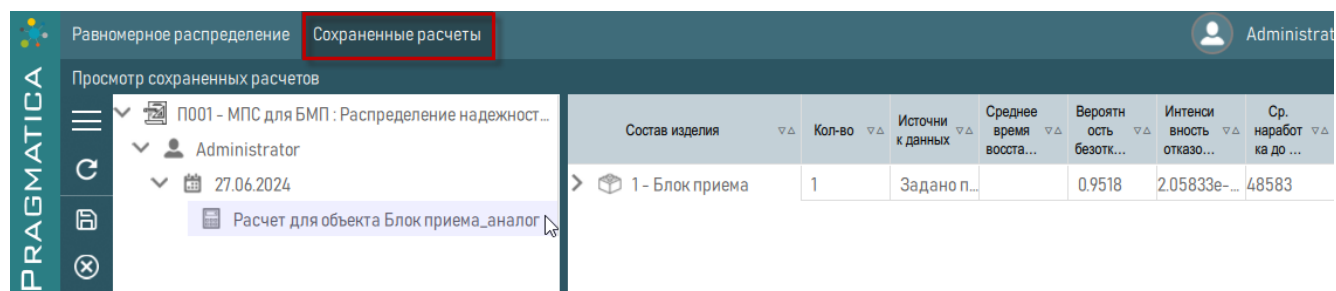 Равномерное распределение Сохраненные расчеты Administrat
Просмотр сохраненных расчетов
PRAGMATICA
П001 - МПС для БМП : Распределение надежност...
Administrator
27.06.2024
Расчет для объекта Блок приема_аналог
Состав изделия
Кол-во
Источни
к данных
Среднее
время
восста...
Вероятн
ость
безотк...
Интенси
вность
отказо...
Ср.
наработ
ка до ...
1 - Блок приема 1 Задано п... 0.9518 2.05833e-... 48583